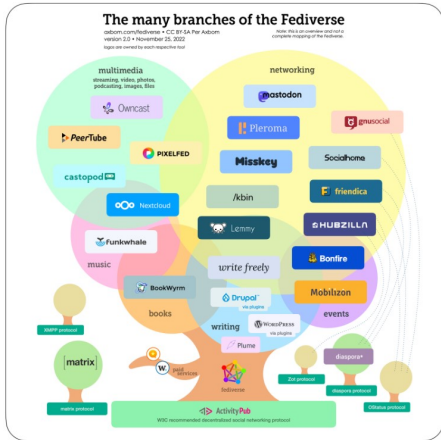 The many branches of the Fediverse
axbom.com/fediverse • CC BY-SA Per Axbom
version 2.0 • November 25, 2022
logos are owned by each respective tool
Note: this is an overview and not a
complete mapping of the Fediverse.
multimedia
streaming, video, photos,
podcasting, images, files
networking
Owncast
mastodon
PeerTube
Pleroma
gnusocial
PIXELFED
Misskey
Socialhome
castopod
/kbin
friendica
Nextcloud
Lemmy
HUBZILLA
Funkwhale
music
write freely
Bonfire
BookWyrm
Drupal
via plugins
Mobilizon
books
writing
WORDPRESS
via plugins
events
Plume
XMPP protocol
[matrix]
matrix protocol
W
paid
services
fediverse
diaspora*
Zot protocol
diaspora protocol
OStatus protocol
ActivityPub
W3C recommended decentralized social networking protocol